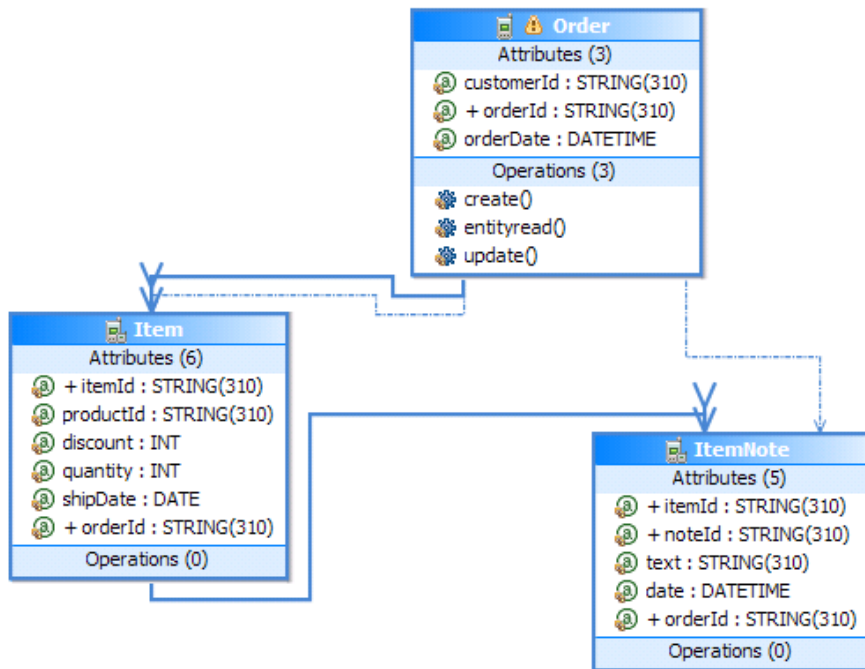 Order
Attributes (3)
customerId : STRING(310)
+ orderId : STRING(310)
orderDate : DATETIME
Operations (3)
create()
entityread()
update()
Item
Attributes (6)
+ itemId : STRING(310)
productId : STRING(310)
discount : INT
quantity : INT
shipDate : DATE
+ orderId : STRING(310)
Operations (0)
ItemNote
Attributes (5)
+ itemId : STRING(310)
+ noteId : STRING(310)
text : STRING(310)
date : DATETIME
+ orderId : STRING(310)
Operations (0)